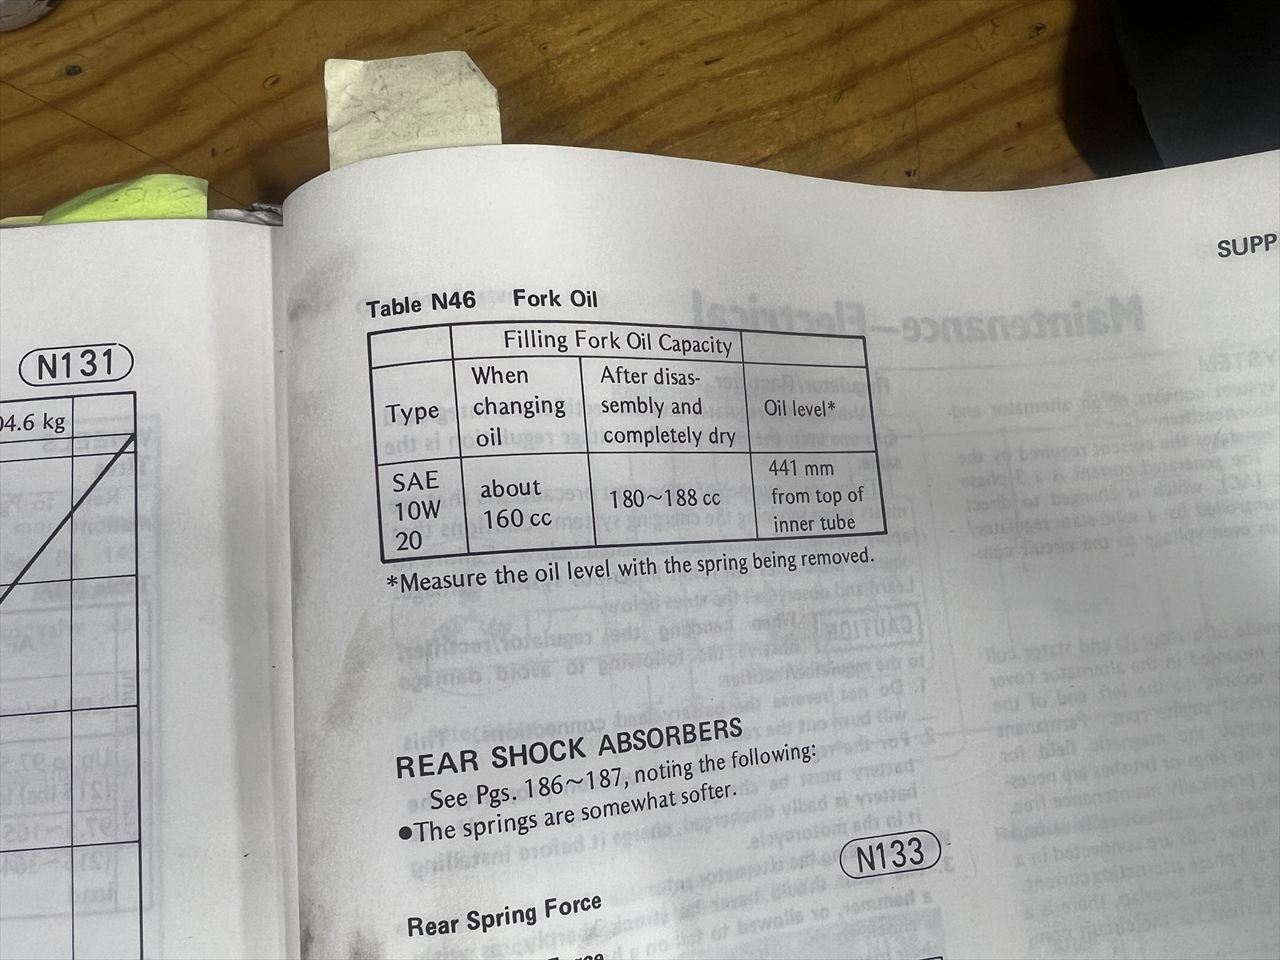 SUPP
N131
04.6 kg
Table N46 Fork Oil
Filling Fork Oil Capacity
Type
When
changing
oil
After disas-
sembly and
completely dry
Oil level*
SAE
10W
20
about
160 cc
180~188 cc
441 mm
from top of
inner tube
*Measure the oil level with the spring being removed.
REAR SHOCK ABSORBERS
See Pgs. 186~187, noting the following:
●The springs are somewhat softer.
N133
Rear Spring Force